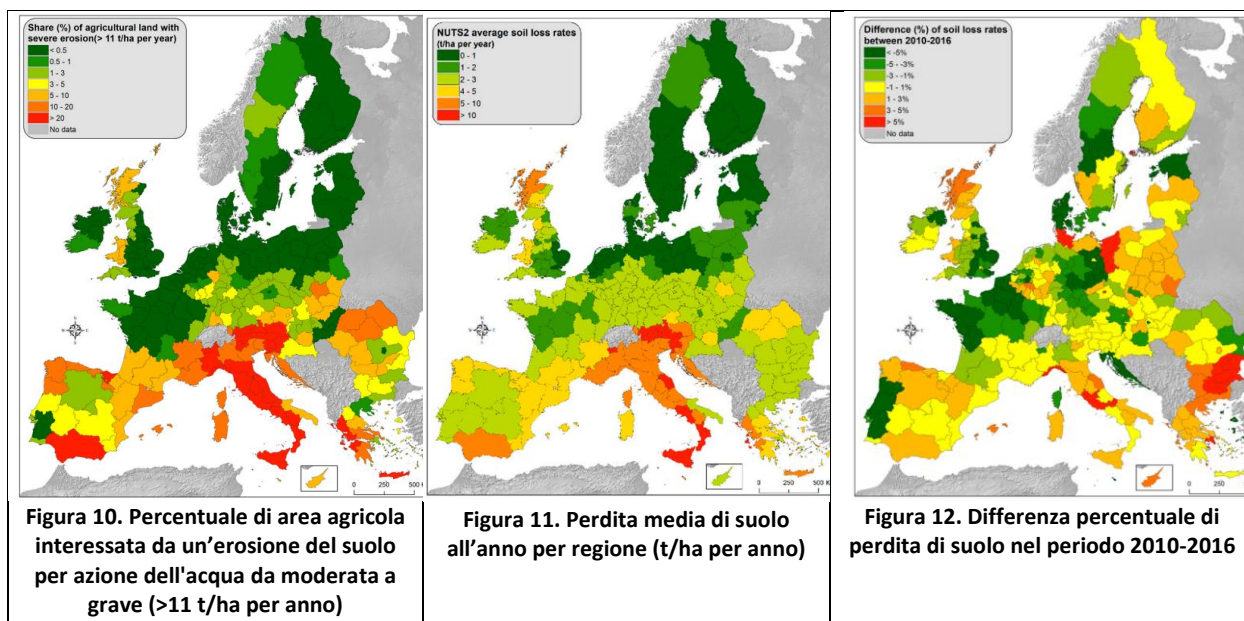 Share (%) of agricultural land with
severe erosion(> 11 t/ha per year)
< 0.5
0.5 - 1
1 - 3
3 - 5
5 - 10
10 - 20
> 20
No data
0 250 500 K
Figura 10. Percentuale di area agricola
interessata da un'erosione del suolo
per azione dell'acqua da moderata a
grave (>11 t/ha per anno)
NUTS2 average soil loss rates
(t/ha per year)
0 - 1
1 - 2
2 - 3
4 - 5
5 - 10
> 10
No data
0 250 500 K
Figura 11. Perdita media di suolo
all'anno per regione (t/ha per anno)
Difference (%) of soil loss rates
between 2010-2016
< -5%
-5 - -3%
-3 - -1%
-1 - 1%
1 - 3%
3 - 5%
> 5%
No data
0 250
Figura 12. Differenza percentuale di
perdita di suolo nel periodo 2010-2016